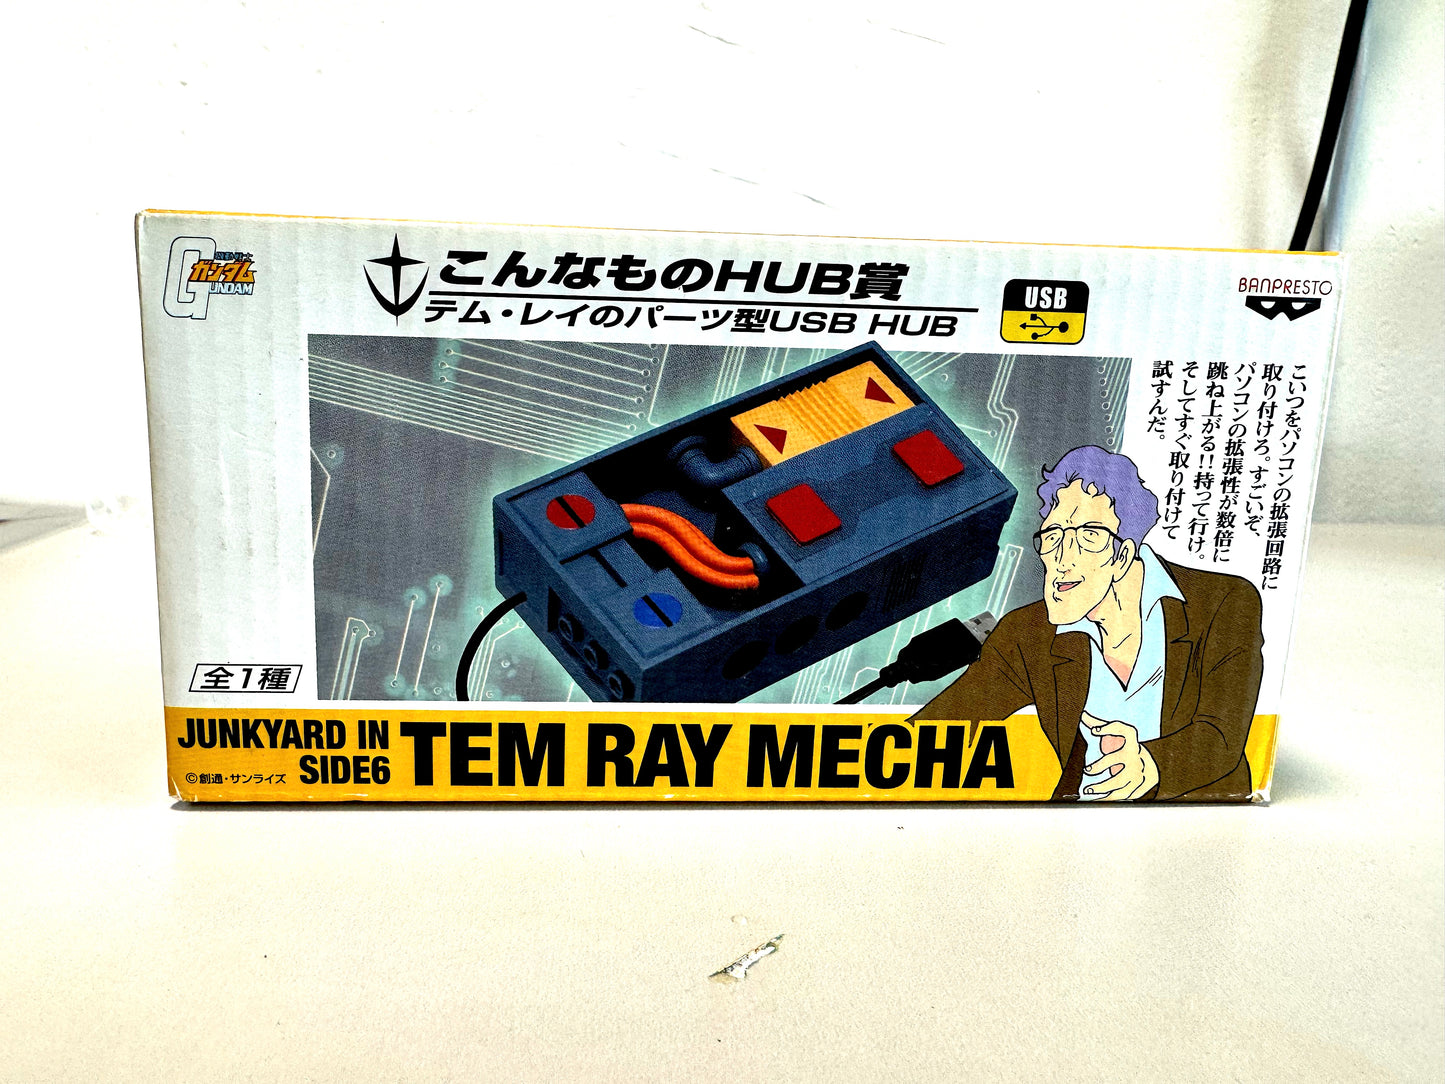 機動戦士
ガンダム
GUNDAM
こんなものHUB賞
テム・レイのパーツ型USB HUB
USB
BANPRESTO
こいつをパソコンの拡張回路に
取り付けろ。すごいぞ、
パソコンの拡張性が数倍に
跳ね上がる!!持って行け。
そしてすぐ取り付けて
試すんだ。
全1種
JUNKYARD IN
SIDE6
TEM RAY MECHA
©創通・サンライズ